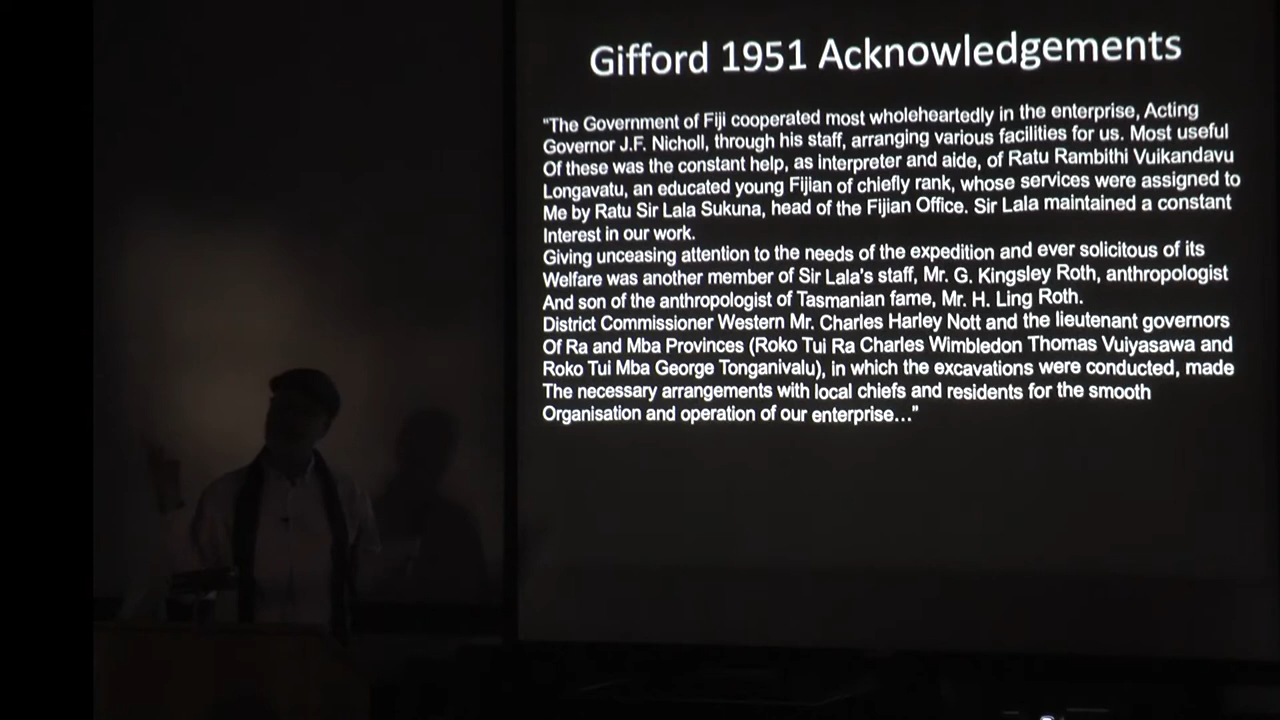 Gifford 1951 Acknowledgements
"The Government of Fiji cooperated most wholeheartedly in the enterprise, Acting
Governor J.F. Nicholl, through his staff, arranging various facilities for us. Most useful
Of these was the constant help, as interpreter and aide, of Ratu Rambithi Vuikandavu
Longavatu, an educated young Fijian of chiefly rank, whose services were assigned to
Me by Ratu Sir Lala Sukuna, head of the Fijian Office. Sir Lala maintained a constant
Interest in our work.
Giving unceasing attention to the needs of the expedition and ever solicitous of its
Welfare was another member of Sir Lala's staff, Mr. G. Kingsley Roth, anthropologist
And son of the anthropologist of Tasmanian fame, Mr. H. Ling Roth.
District Commissioner Western Mr. Charles Harley Nott and the lieutenant governors
Of Ra and Mba Provinces (Roko Tui Ra Charles Wimbledon Thomas Vuiyasawa and
Roko Tui Mba George Tonganivalu), in which the excavations were conducted, made
The necessary arrangements with local chiefs and residents for the smooth
Organisation and operation of our enterprise..."